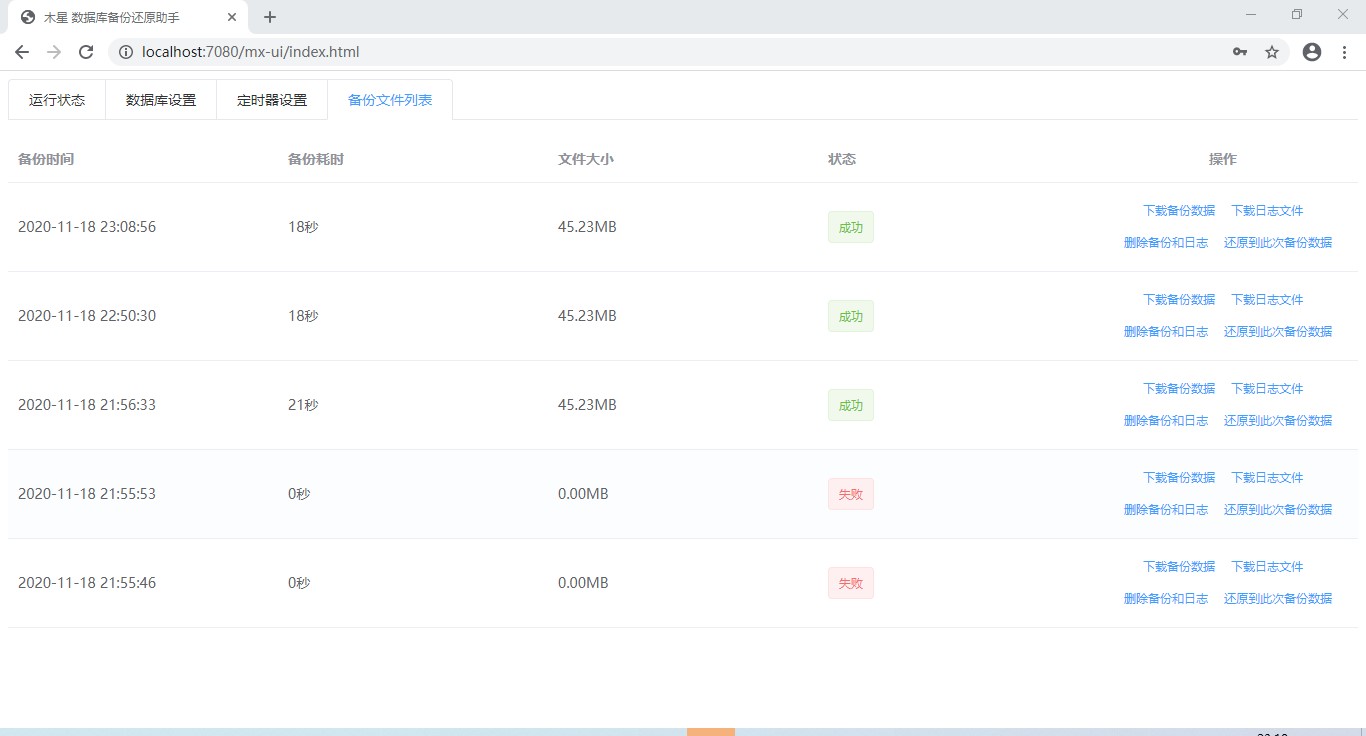 木星 数据库备份还原助手
localhost:7080/mx-ui/index.html
运行状态 数据库设置 定时器设置 备份文件列表
备份时间 备份耗时 文件大小 状态 操作
2020-11-18 23:08:56 18秒 45.23MB 成功 下载备份数据 下载日志文件
删除备份和日志 还原到此次备份数据
2020-11-18 22:50:30 18秒 45.23MB 成功 下载备份数据 下载日志文件
删除备份和日志 还原到此次备份数据
2020-11-18 21:56:33 21秒 45.23MB 成功 下载备份数据 下载日志文件
删除备份和日志 还原到此次备份数据
2020-11-18 21:55:53 0秒 0.00MB 失败 下载备份数据 下载日志文件
删除备份和日志 还原到此次备份数据
2020-11-18 21:55:46 0秒 0.00MB 失败 下载备份数据 下载日志文件
删除备份和日志 还原到此次备份数据